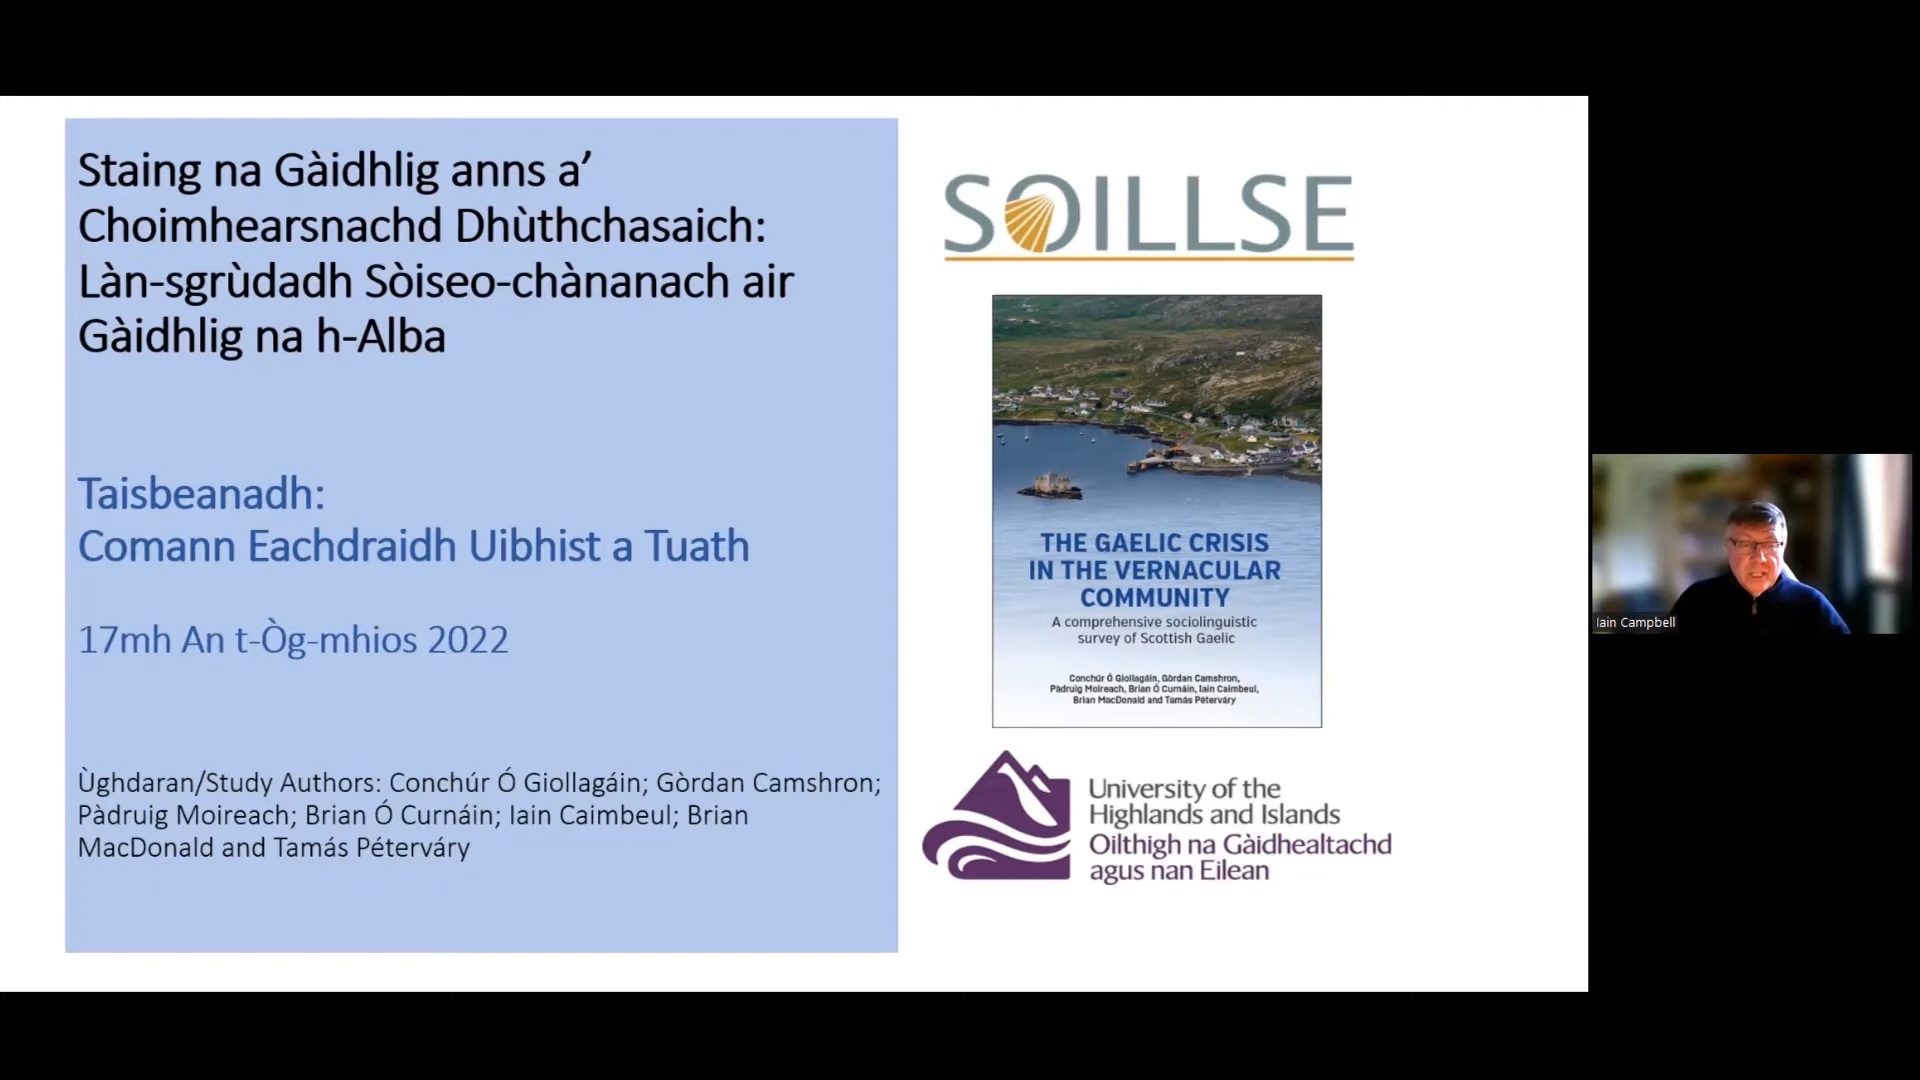 Staing na Gàidhlig anns a’
Choimhearsnachd Dhùthchasaich:
Làn-sgrùdadh Sòiseo-chànanach air
Gàidhlig na h-Alba
Taisbeanadh:
Comann Eachdraidh Uibhist a Tuath
17mh An t-Òg-mhios 2022
Ùghdaran/Study Authors: Conchúr Ó Giollagáin; Gòrdan Camshron;
Pàdruig Moireach; Brian Ó Curnáin; Iain Caimbeul; Brian
MacDonald and Tamás Péterváry
SOILLSE
THE GAELIC CRISIS
IN THE VERNACULAR
COMMUNITY
A comprehensive sociolinguistic
survey of Scottish Gaelic
Conchúr Ó Giollagáin, Gòrdan Camshron,
Pàdruig Moireach, Brian Ó Curnáin, Iain Caimbeul,
Brian MacDonald and Tamás Péterváry
University of the
Highlands and Islands
Oilthigh na Gàidhealtachd
agus nan Eilean
Iain Campbell